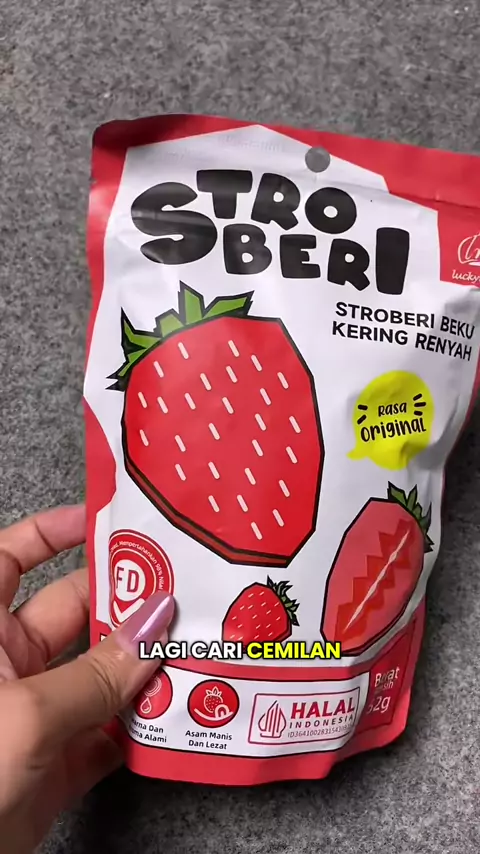 STRO
BERI
STROBERI BEKU
KERING RENYAH
Rasa
Original
FD
LAGI CARI CEMILAN
Asam Manis
Dan Lezat
HALAL
INDONESIA